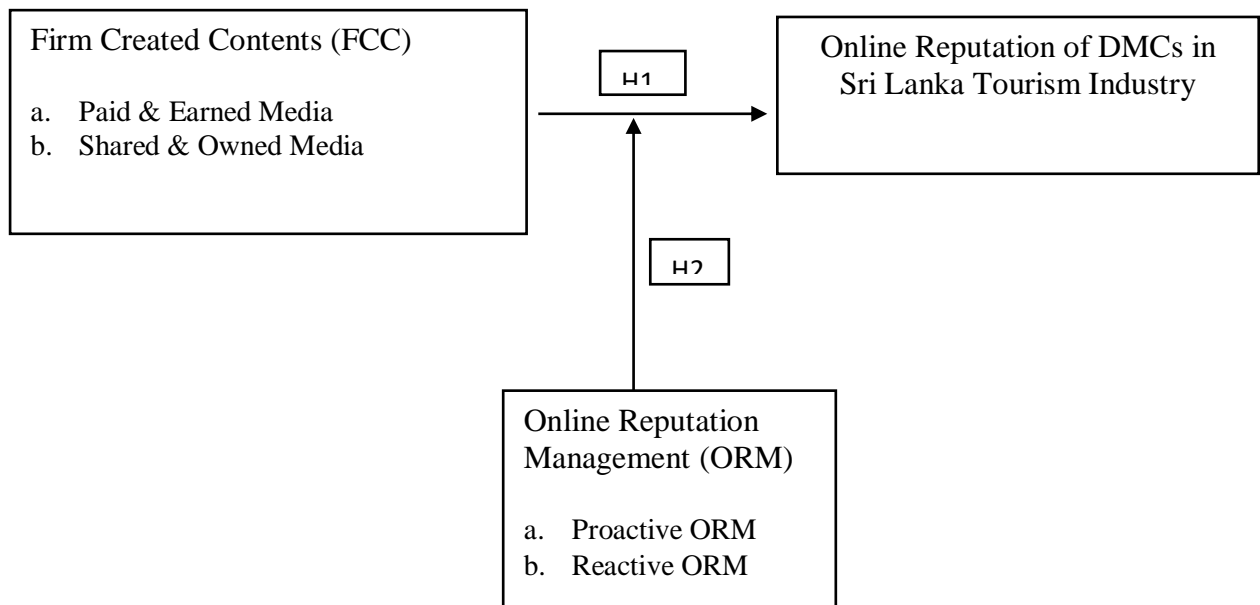 Firm Created Contents (FCC)
a. Paid & Earned Media
b. Shared & Owned Media
H1
Online Reputation of DMCs in
Sri Lanka Tourism Industry
H2
Online Reputation
Management (ORM)
a. Proactive ORM
b. Reactive ORM